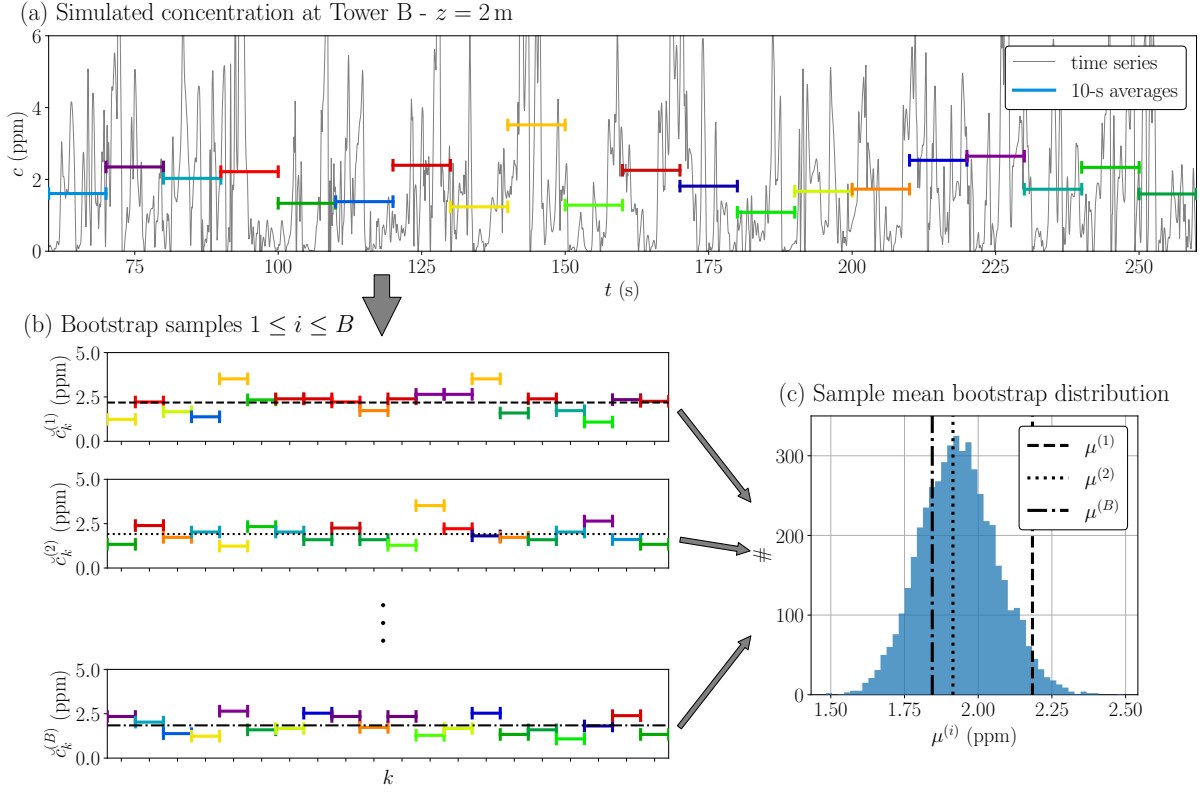 (a) Simulated concentration at Tower B - z = 2 m
6
4
2
0
c (ppm)
time series
10-s averages
75 100 125 150 175 200 225 250
t (s)
(b) Bootstrap samples 1 ≤ i ≤ B
5.0
2.5
0.0
č_k^(1) (ppm)
5.0
2.5
0.0
č_k^(2) (ppm)
5.0
2.5
0.0
č_k^(B) (ppm)
k
(c) Sample mean bootstrap distribution
300
200
100
0
#
μ^(1)
μ^(2)
μ^(B)
1.50 1.75 2.00 2.25 2.50
μ^(i) (ppm)